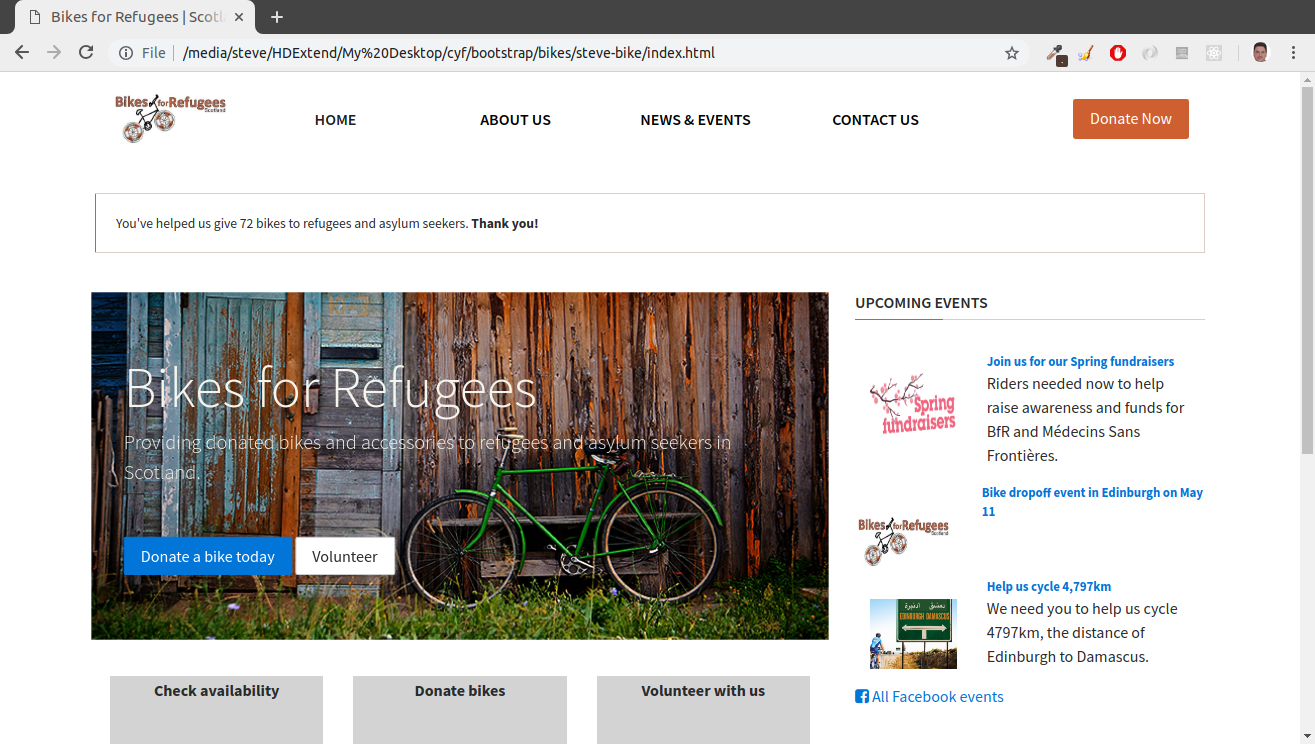 Bikes for Refugees | Scotl
File
/media/steve/HDExtend/My%20Desktop/cyf/bootstrap/bikes/steve-bike/index.html
Bikes for Refugees
Scotland
HOME
ABOUT US
NEWS & EVENTS
CONTACT US
Donate Now
You've helped us give 72 bikes to refugees and asylum seekers. Thank you!
Bikes for Refugees
Providing donated bikes and accessories to refugees and asylum seekers in
Scotland.
Donate a bike today
Volunteer
Check availability
Donate bikes
Volunteer with us
UPCOMING EVENTS
Spring
fundraisers
Join us for our Spring fundraisers
Riders needed now to help
raise awareness and funds for
BfR and Médecins Sans
Frontières.
Bikes for Refugees
Scotland
Bike dropoff event in Edinburgh on May
11
EDINBURGH DAMASCUS
Help us cycle 4,797km
We need you to help us cycle
4797km, the distance of
Edinburgh to Damascus.
All Facebook events